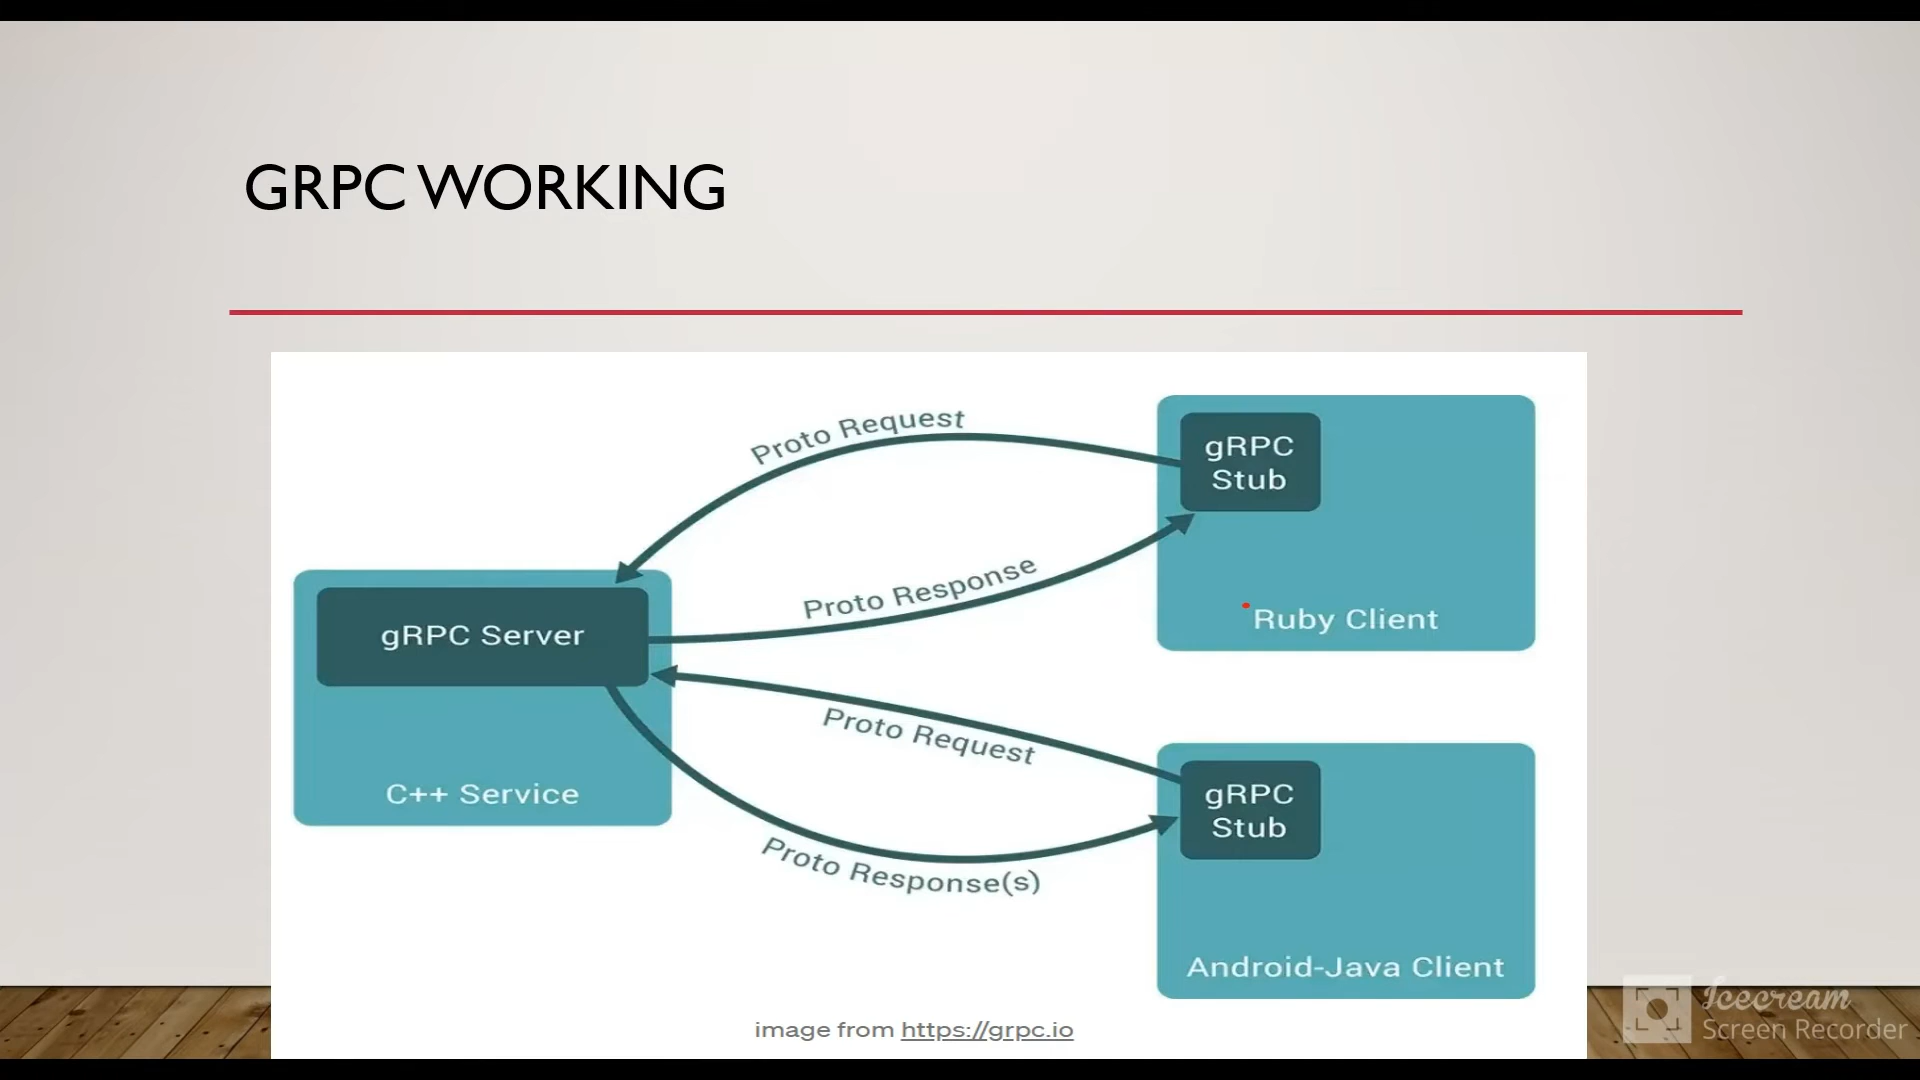 GRPC WORKING
Proto Request
gRPC
Stub
Proto Response
Ruby Client
gRPC Server
C++ Service
Proto Request
gRPC
Stub
Proto Response(s)
Android-Java Client
image from https://grpc.io
Icecream
Screen Recorder